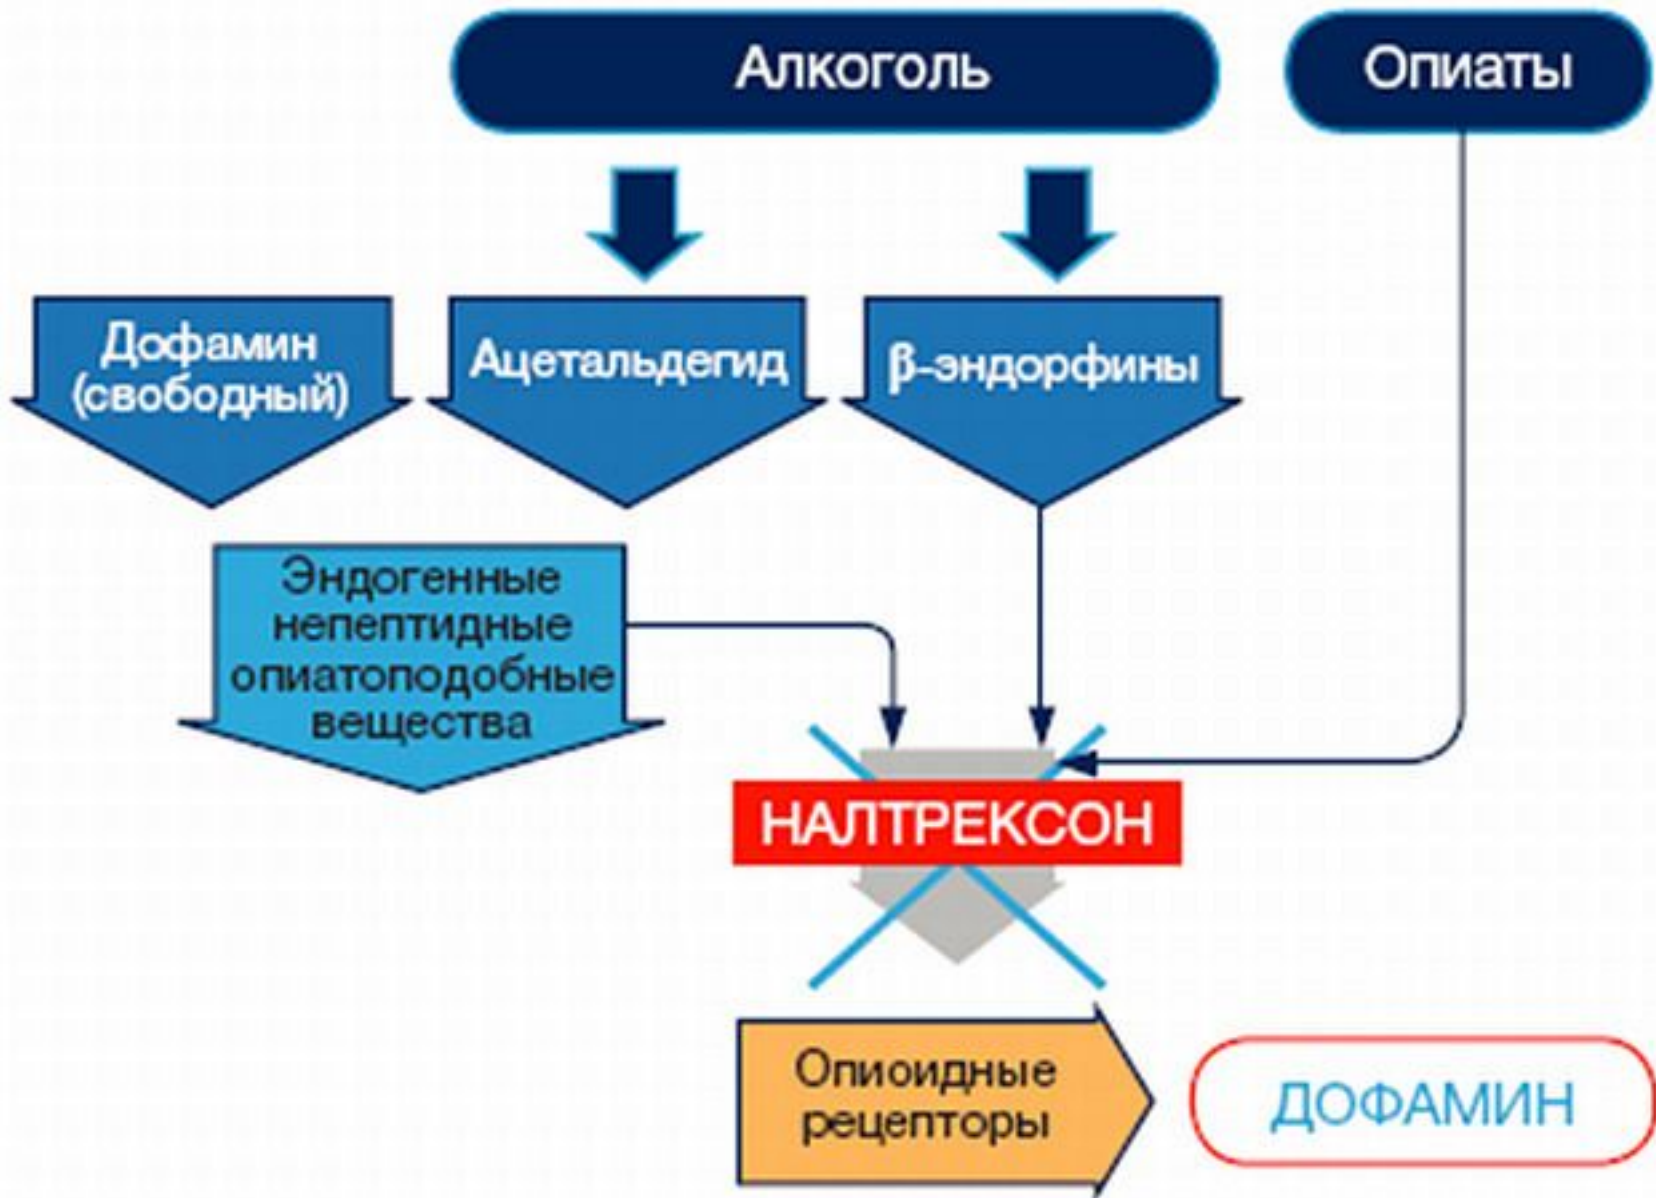 Алкоголь
Опиаты
Дофамин
(свободный)
Ацетальдегид
β-эндорфины
Эндогенные
непептидные
опиатоподобные
вещества
НАЛТРЕКСОН
Опиоидные
рецепторы
ДОФАМИН